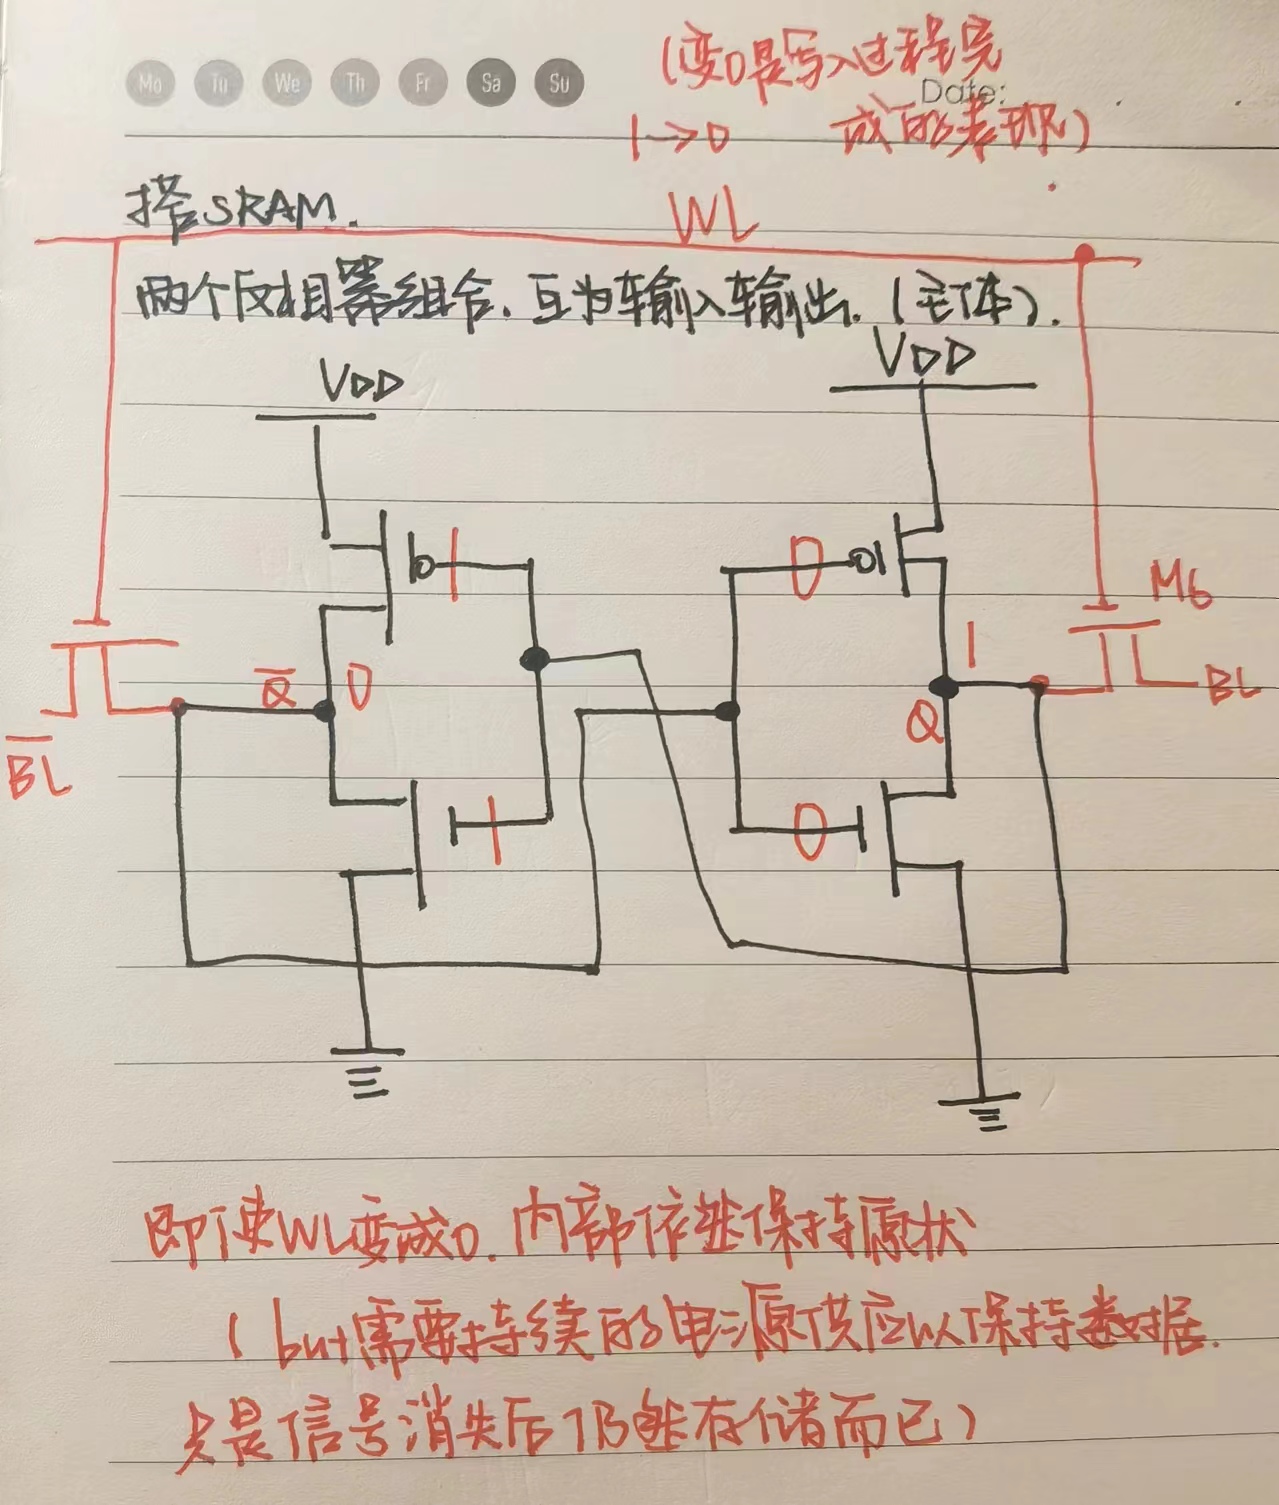 Mo Tu We Th Fr Sa Su
Date:
(变0是写入过程完
1→0 成的表现)
搭SRAM.
WL
两个反相器组合.互为输入输出.(主体).
VDD
VDD
1
0
M6
Q̅ 0
1
BL
Q
B̅L̅
1
0
即使WL变成0.内部依然保持原状
(but需要持续的电源供应以保持数据.
只是信号消失后仍能存储而已)